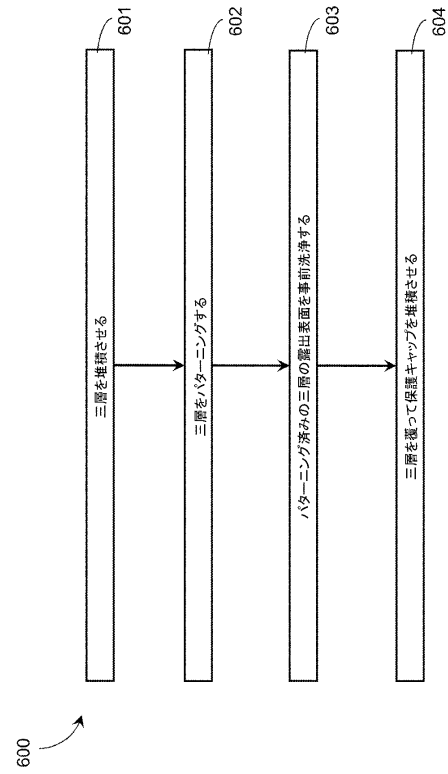 600
601
三層を堆積させる
602
三層をパターニングする
603
パターニング済みの三層の露出表面を事前洗浄する
604
三層を覆って保護キャップを堆積させる